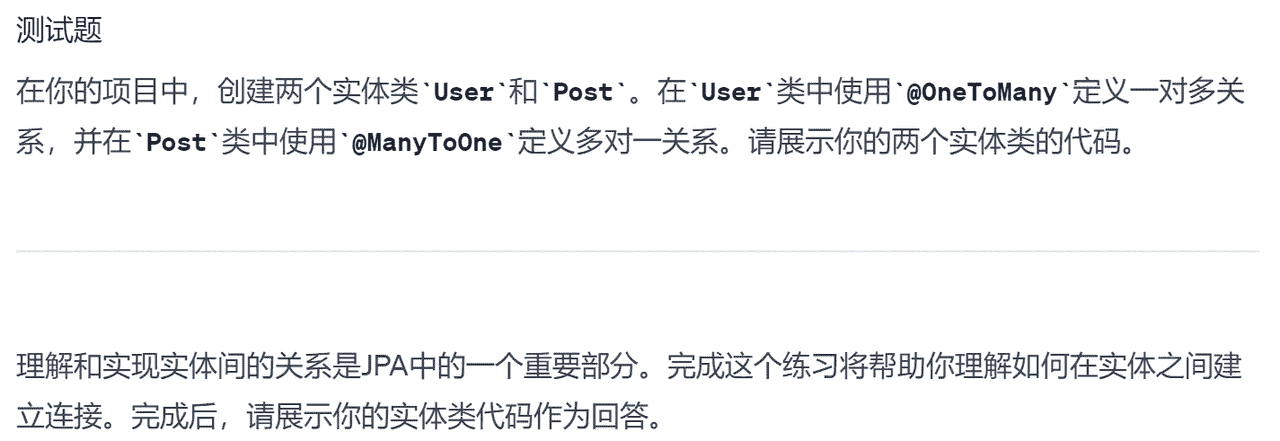 测试题
在你的项目中，创建两个实体类`User`和`Post`。在`User`类中使用`@OneToMany`定义一对多关
系，并在`Post`类中使用`@ManyToOne`定义多对一关系。请展示你的两个实体类的代码。
理解和实现实体间的关系是JPA中的一个重要部分。完成这个练习将帮助你理解如何在实体之间建
立连接。完成后，请展示你的实体类代码作为回答。